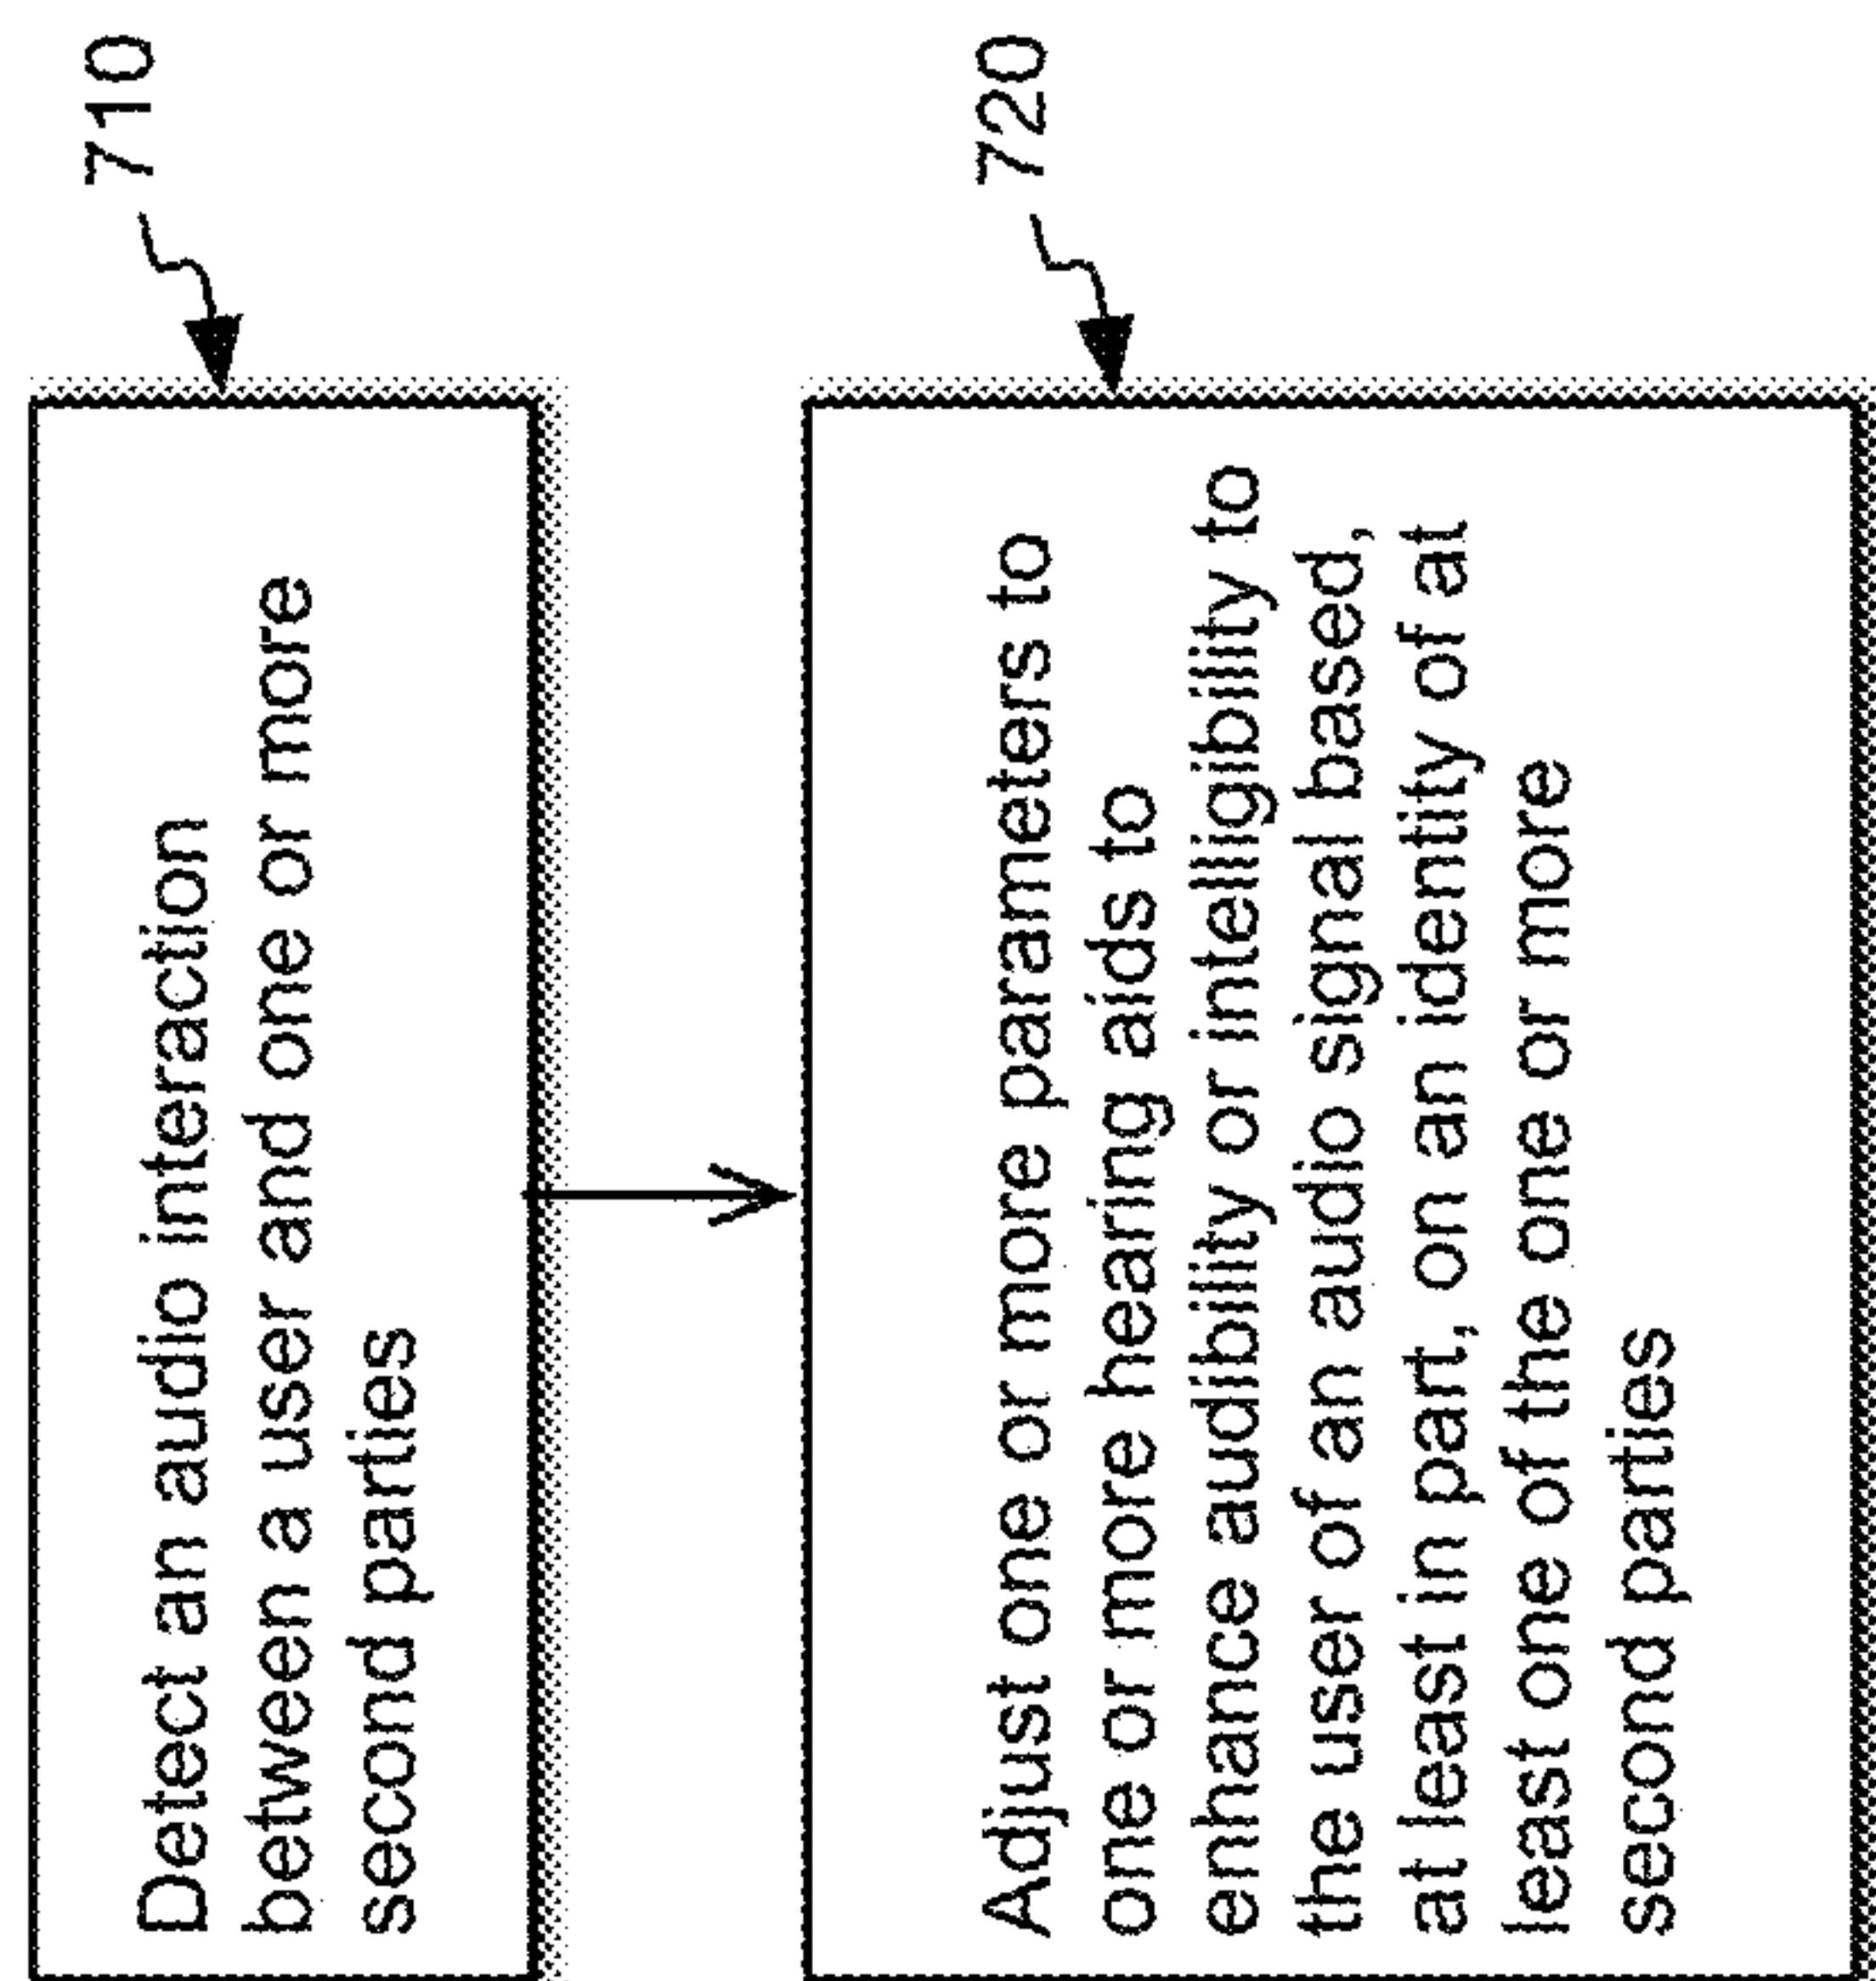 710
Detect an audio interaction
between a user and one or more
second parties
720
Adjust one or more parameters to
one or more hearing aids to
enhance audibility or intelligibility to
the user of an audio signal based,
at least in part, on an identity of at
least one of the one or more
second parties